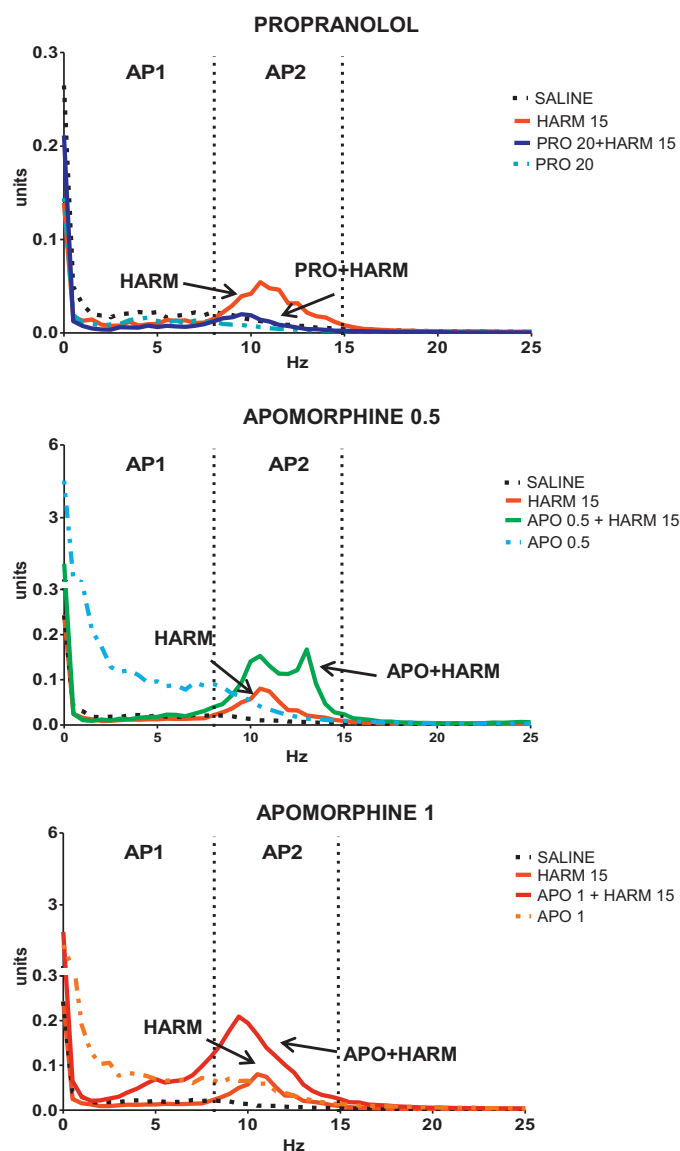 PROPRANOLOL
0.3
AP1 AP2
SALINE
HARM 15
0.2
PRO 20+HARM 15
PRO 20
units
0.1
HARM PRO+HARM
0.0
0 5 10 15 20 25
Hz
APOMORPHINE 0.5
6
AP1 AP2
SALINE
HARM 15
3
APO 0.5 + HARM 15
APO 0.5
units
0.3
0.2
HARM
APO+HARM
0.1
0.0
0 5 10 15 20 25
Hz
APOMORPHINE 1
6
AP1 AP2
SALINE
HARM 15
APO 1 + HARM 15
3
APO 1
units
0.3
0.2
HARM
APO+HARM
0.1
0.0
0 5 10 15 20 25
Hz